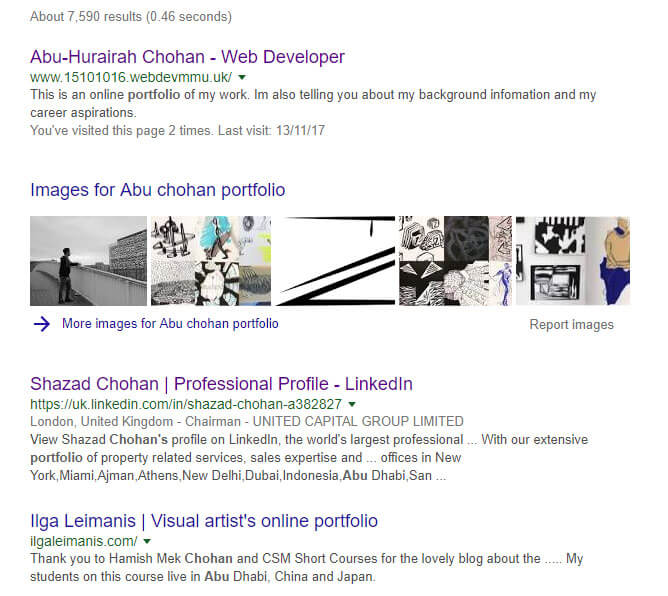 About 7,590 results (0.46 seconds)
Abu-Hurairah Chohan - Web Developer
www.15101016.webdevmmu.uk/
This is an online portfolio of my work. Im also telling you about my background infomation and my
career aspirations.
You've visited this page 2 times. Last visit: 13/11/17
Images for Abu chohan portfolio
More images for Abu chohan portfolio
Report images
Shazad Chohan | Professional Profile - LinkedIn
https://uk.linkedin.com/in/shazad-chohan-a382827
London, United Kingdom - Chairman - UNITED CAPITAL GROUP LIMITED
View Shazad Chohan's profile on LinkedIn, the world's largest professional ... With our extensive
portfolio of property related services, sales expertise and ... offices in New
York,Miami,Ajman,Athens,New Delhi,Dubai,Indonesia,Abu Dhabi,San ...
Ilga Leimanis | Visual artist's online portfolio
ilgaleimanis.com/
Thank you to Hamish Mek Chohan and CSM Short Courses for the lovely blog about the ..... My
students on this course live in Abu Dhabi, China and Japan.